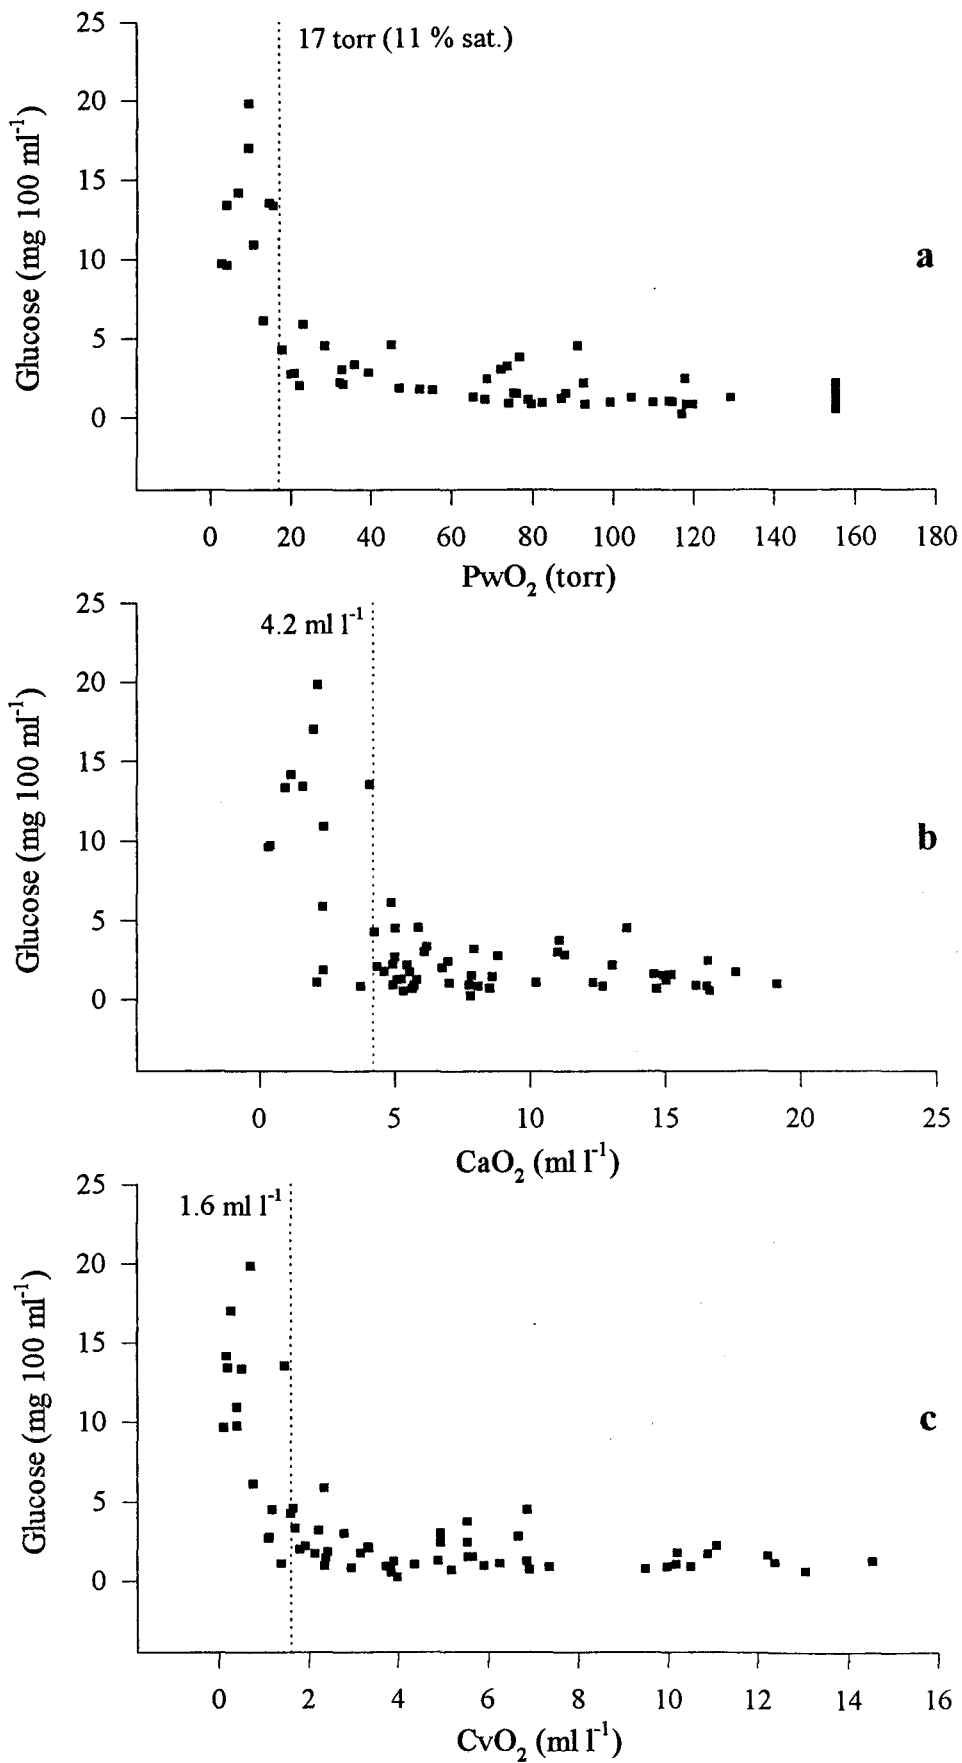 25
17 torr (11 % sat.)
20
15
10
5
0
Glucose (mg 100 ml⁻¹)
a
0 20 40 60 80 100 120 140 160 180
PwO₂ (torr)
25
4.2 ml l⁻¹
20
15
10
5
0
Glucose (mg 100 ml⁻¹)
b
0 5 10 15 20 25
CaO₂ (ml l⁻¹)
25
1.6 ml l⁻¹
20
15
10
5
0
Glucose (mg 100 ml⁻¹)
c
0 2 4 6 8 10 12 14 16
CvO₂ (ml l⁻¹)